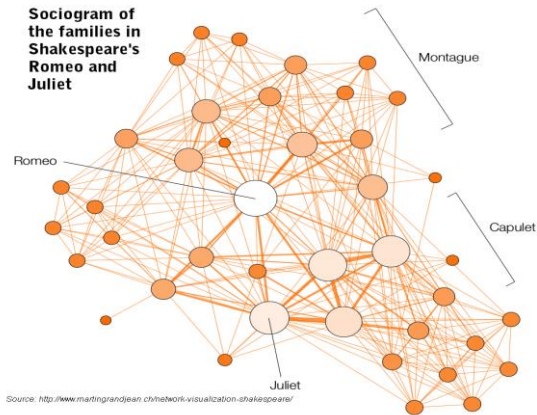 Sociogram of
the families in
Shakespeare's
Romeo and
Juliet
Montague
Romeo
Capulet
Juliet
Source: http://www.martingrandjean.ch/network-visualization-shakespeare/